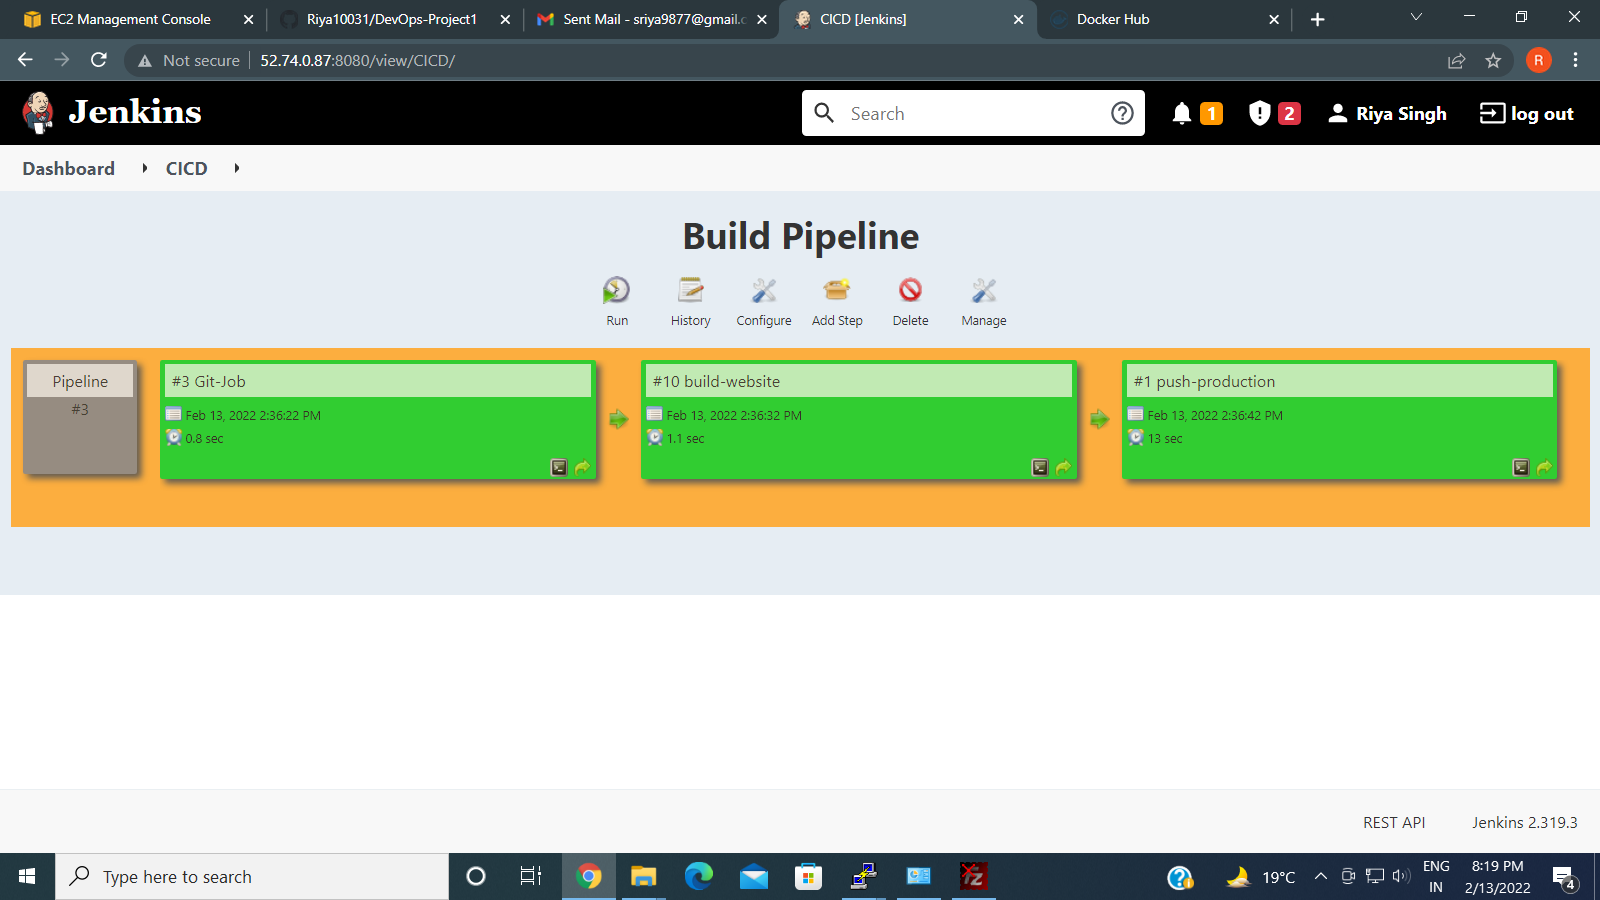 EC2 Management Console
Riya10031/DevOps-Project1
Sent Mail - sriya9877@gmail.c
CICD [Jenkins]
Docker Hub
Not secure
52.74.0.87:8080/view/CICD/
R
Jenkins
Search
1
2
Riya Singh
log out
Dashboard
CICD
Build Pipeline
Run
History
Configure
Add Step
Delete
Manage
Pipeline
#3
#3 Git-Job
Feb 13, 2022 2:36:22 PM
0.8 sec
#10 build-website
Feb 13, 2022 2:36:32 PM
1.1 sec
#1 push-production
Feb 13, 2022 2:36:42 PM
13 sec
REST API
Jenkins 2.319.3
Type here to search
19°C
ENG
IN
8:19 PM
2/13/2022
4